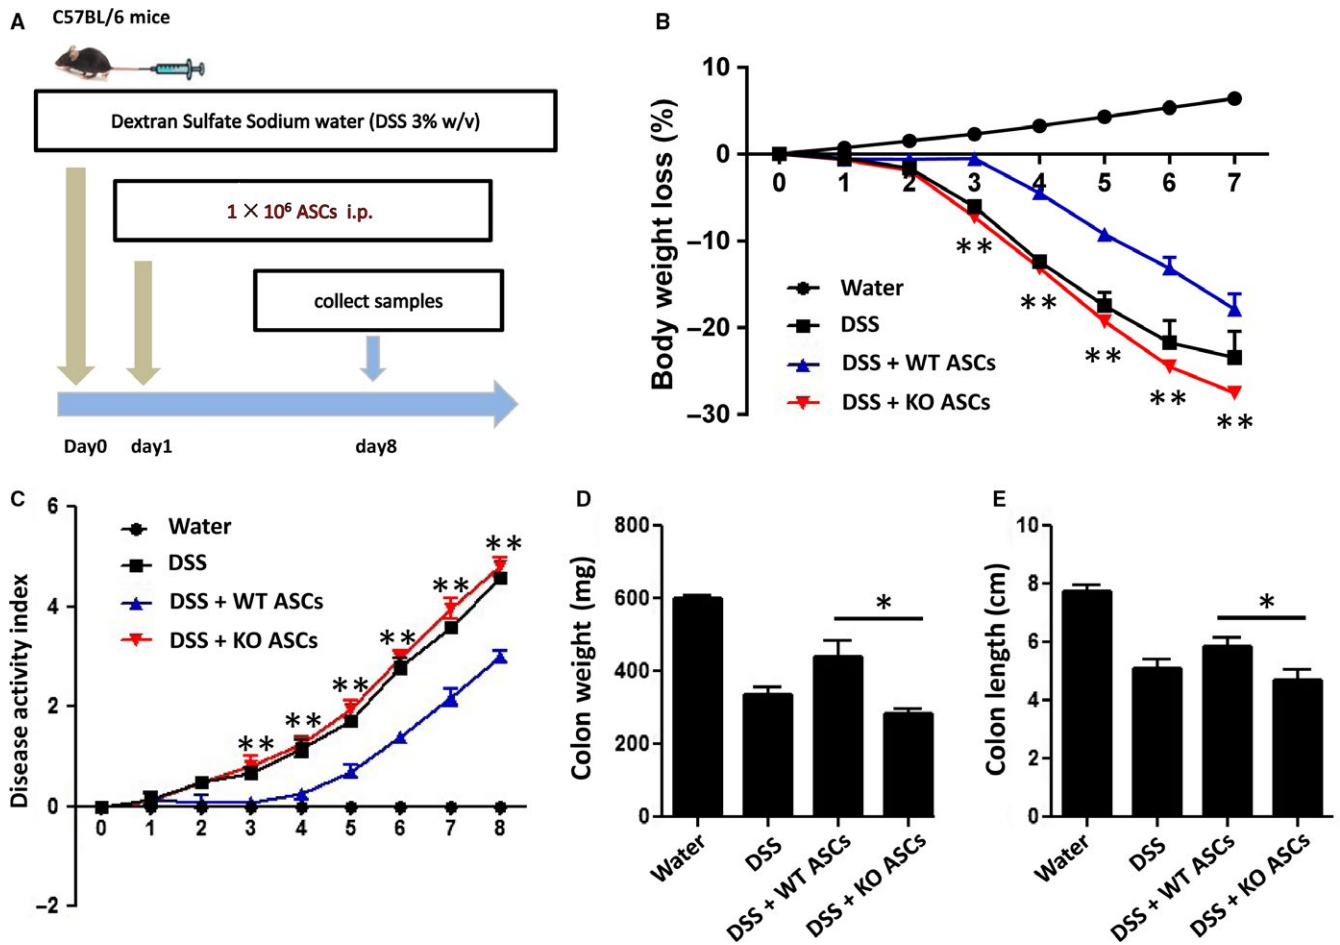 A
C57BL/6 mice
Dextran Sulfate Sodium water (DSS 3% w/v)
1 × 10⁶ ASCs i.p.
collect samples
Day0 day1 day8
B
Body weight loss (%)
10
0
−10
−20
−30
0 1 2 3 4 5 6 7
Water
DSS
DSS + WT ASCs
DSS + KO ASCs
**
**
**
**
**
C
Disease activity index
6
4
2
0
−2
0 1 2 3 4 5 6 7 8
Water
DSS
DSS + WT ASCs
DSS + KO ASCs
**
**
**
**
**
**
D
Colon weight (mg)
800
600
400
200
0
*
Water
DSS
DSS + WT ASCs
DSS + KO ASCs
E
Colon length (cm)
10
8
6
4
2
0
*
Water
DSS
DSS + WT ASCs
DSS + KO ASCs